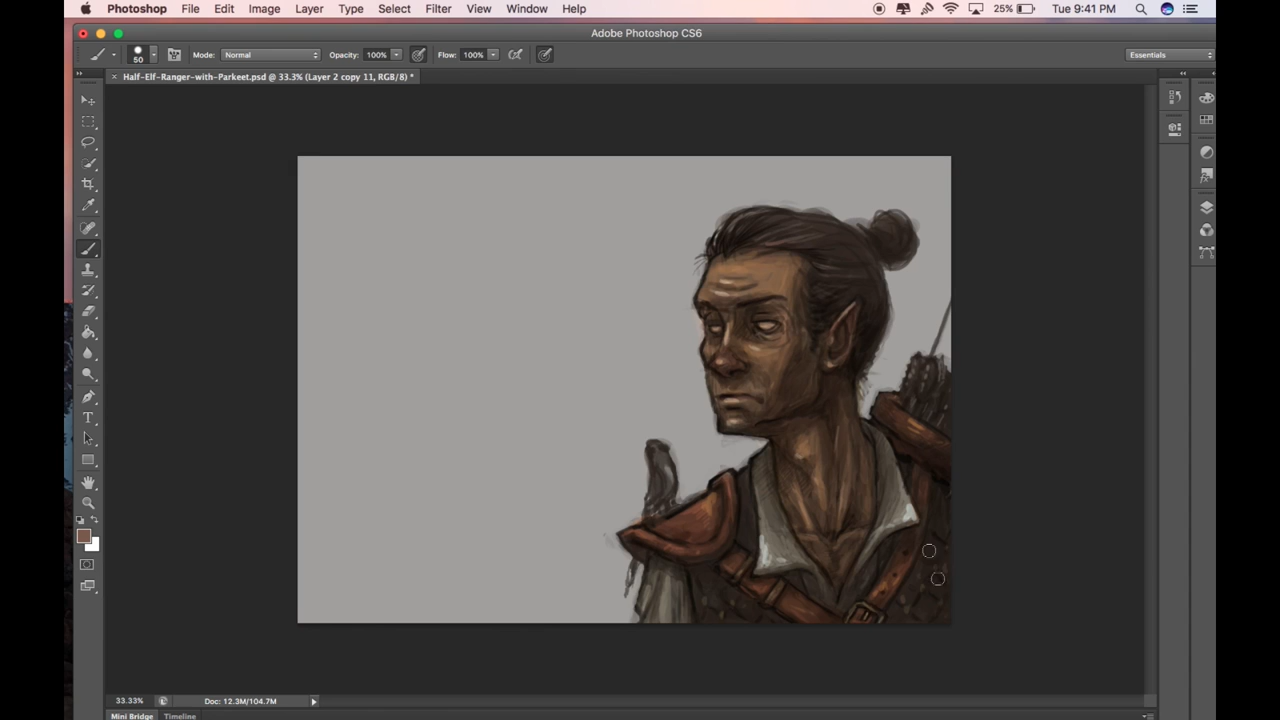 Photoshop File Edit Image Layer Type Select Filter View Window Help 25% Tue 9:41 PM
Adobe Photoshop CS6
50 Mode: Normal Opacity: 100% Flow: 100% Essentials
× Half-Elf-Ranger-with-Parkeet.psd @ 33.3% (Layer 2 copy 11, RGB/8) *
33.33% Doc: 12.3M/104.7M
Mini Bridge Timeline